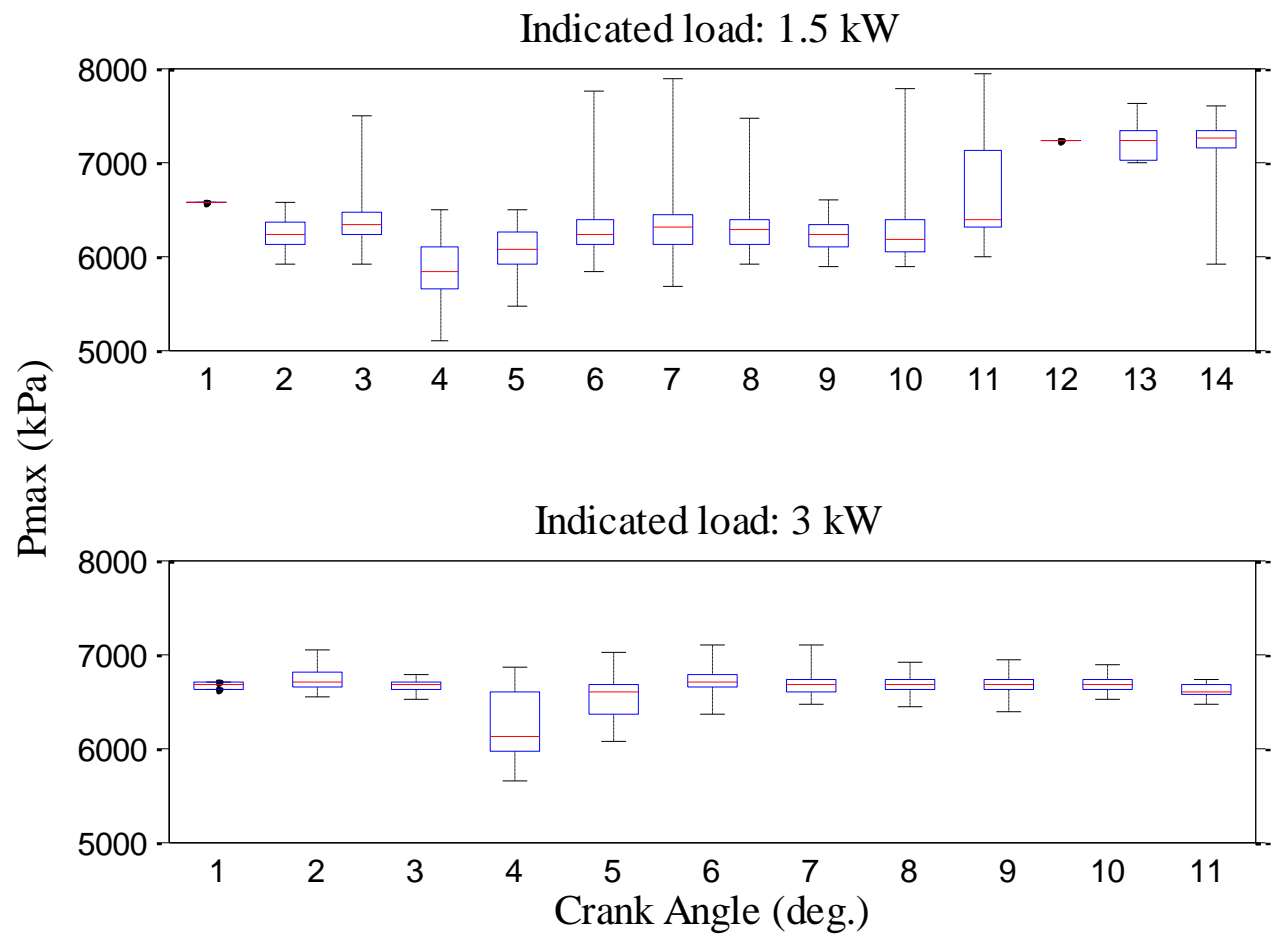 Indicated load: 1.5 kW
8000
7000
6000
5000
1 2 3 4 5 6 7 8 9 10 11 12 13 14
Pmax (kPa)
Indicated load: 3 kW
8000
7000
6000
5000
1 2 3 4 5 6 7 8 9 10 11
Crank Angle (deg.)